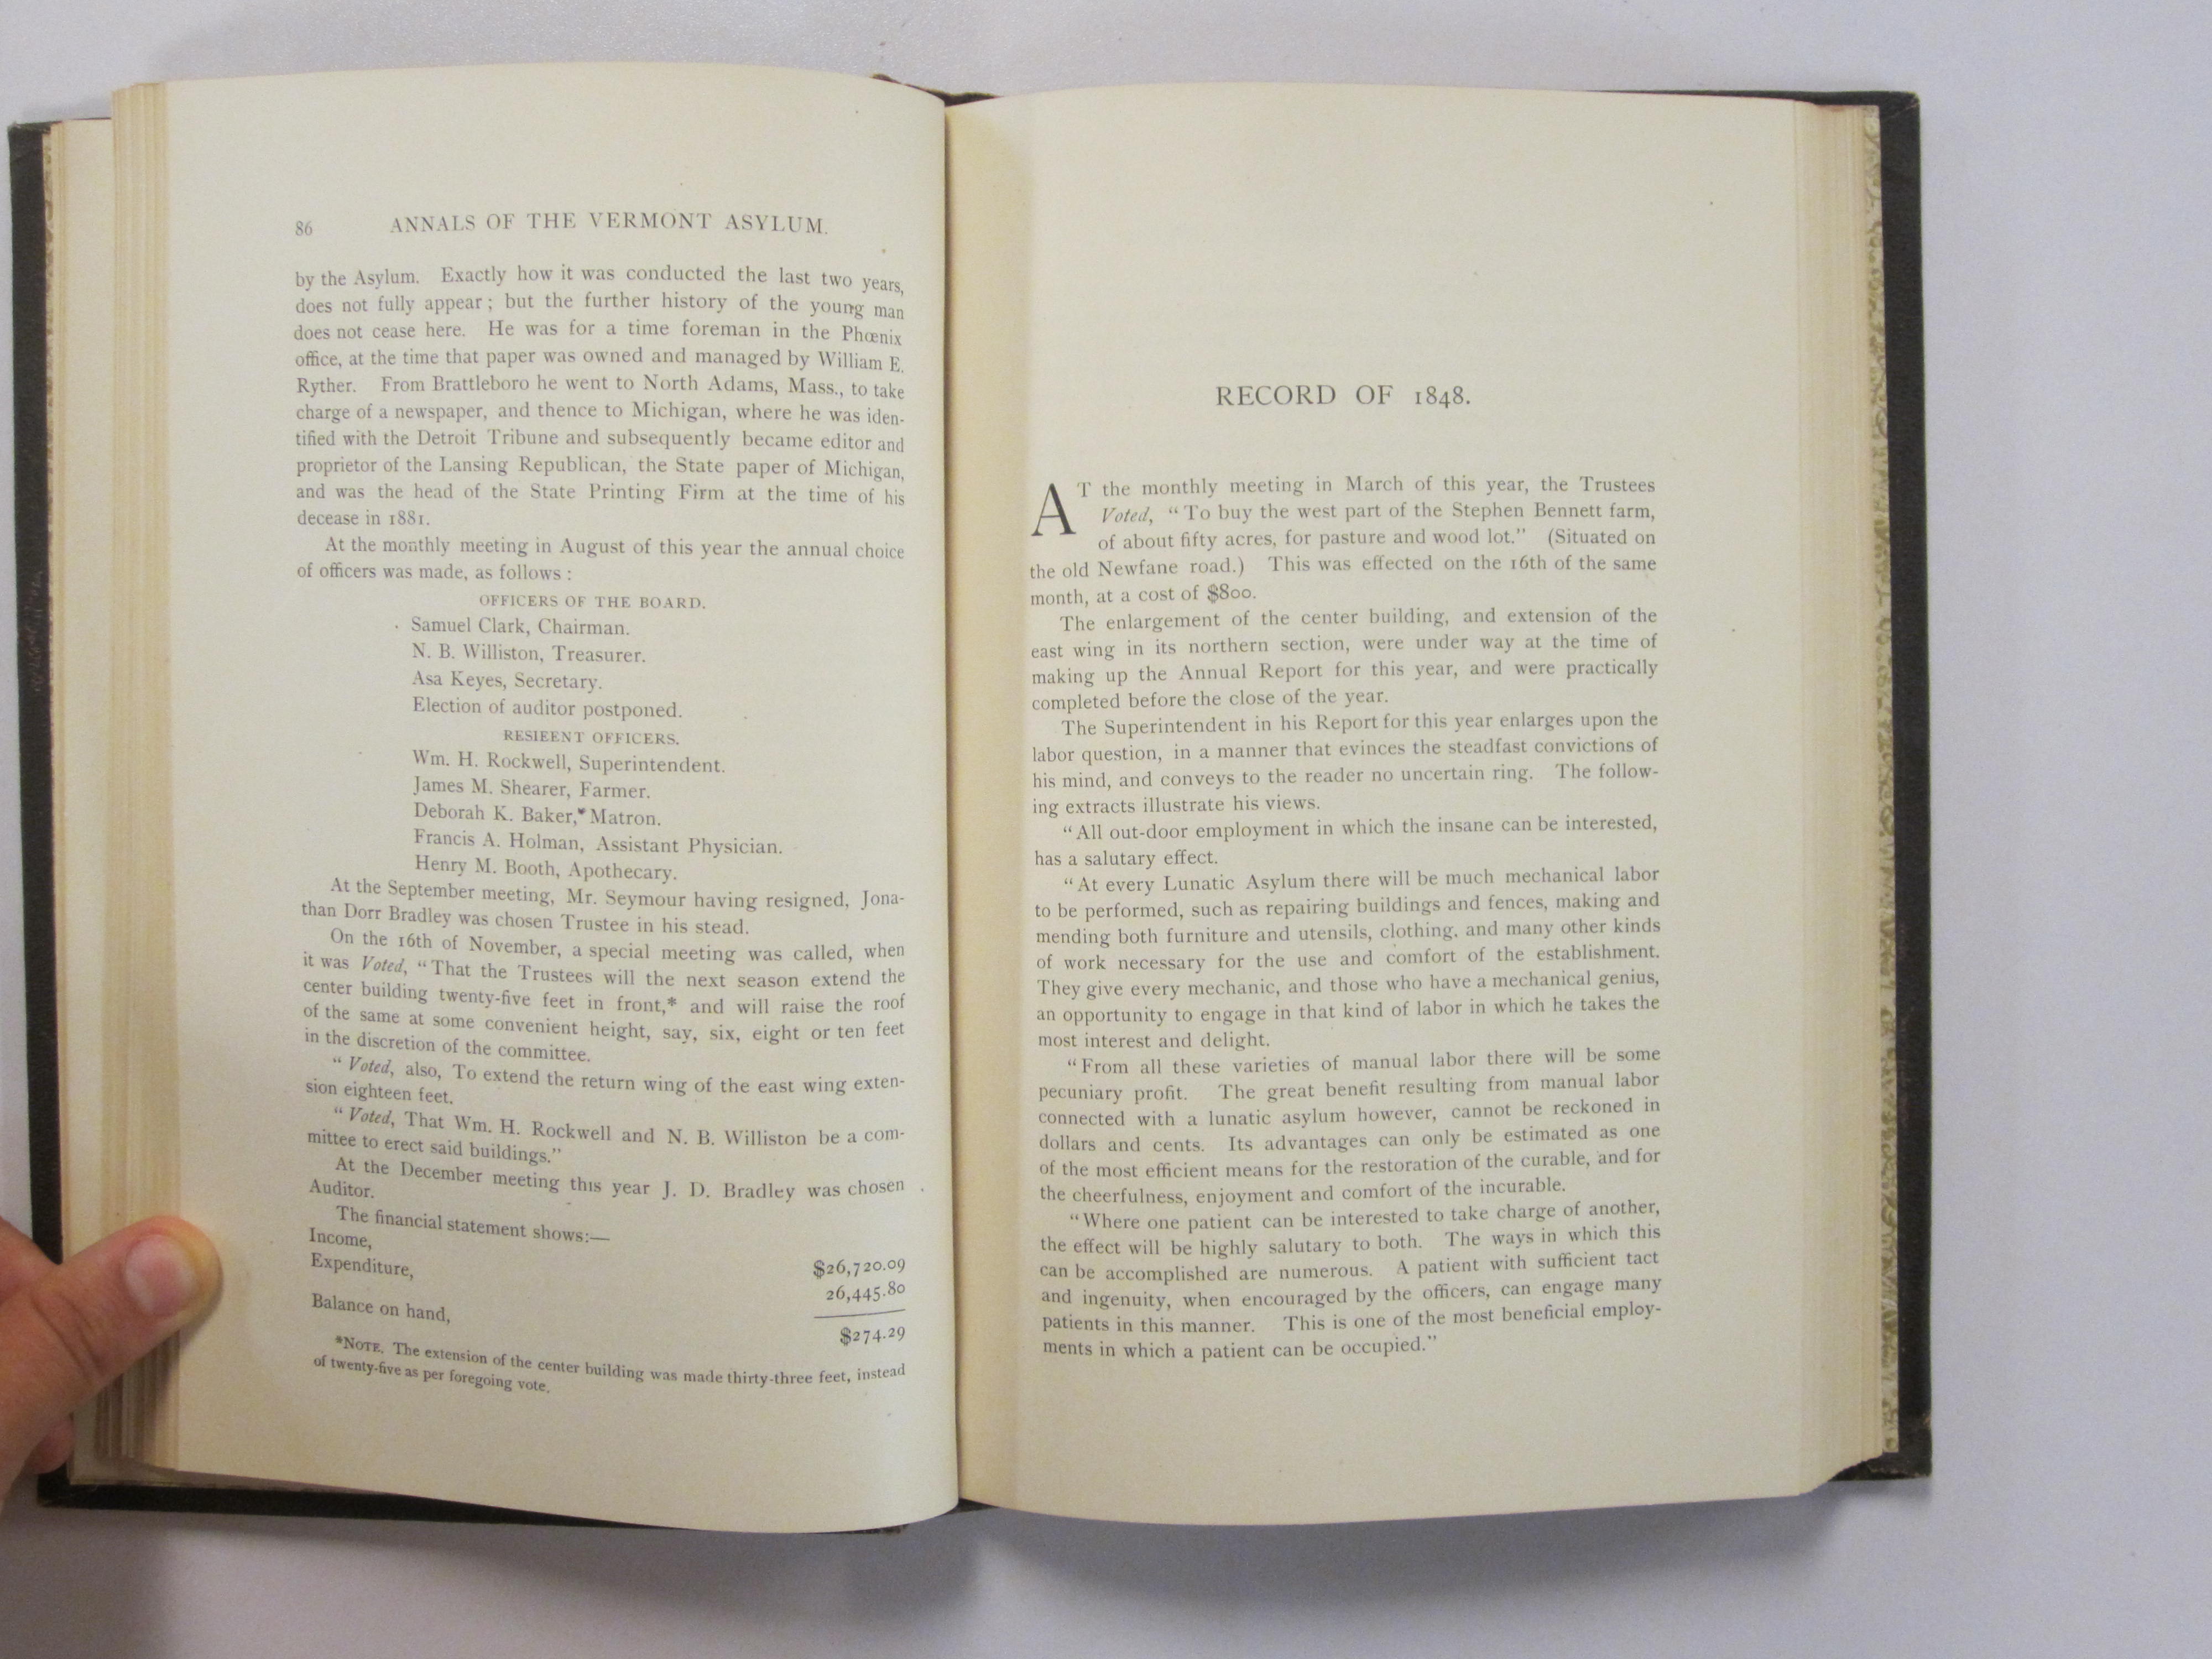 86 ANNALS OF THE VERMONT ASYLUM.
by the Asylum. Exactly how it was conducted the last two years,
does not fully appear; but the further history of the young man
does not cease here. He was for a time foreman in the Phœnix
office, at the time that paper was owned and managed by William E.
Ryther. From Brattleboro he went to North Adams, Mass., to take
charge of a newspaper, and thence to Michigan, where he was iden-
tified with the Detroit Tribune and subsequently became editor and
proprietor of the Lansing Republican, the State paper of Michigan,
and was the head of the State Printing Firm at the time of his
decease in 1881.
At the monthly meeting in August of this year the annual choice
of officers was made, as follows:
OFFICERS OF THE BOARD.
Samuel Clark, Chairman.
N. B. Williston, Treasurer.
Asa Keyes, Secretary.
Election of auditor postponed.
RESIEENT OFFICERS.
Wm. H. Rockwell, Superintendent.
James M. Shearer, Farmer.
Deborah K. Baker,* Matron.
Francis A. Holman, Assistant Physician.
Henry M. Booth, Apothecary.
At the September meeting, Mr. Seymour having resigned, Jona-
than Dorr Bradley was chosen Trustee in his stead.
On the 16th of November, a special meeting was called, when
it was Voted, "That the Trustees will the next season extend the
center building twenty-five feet in front,* and will raise the roof
of the same at some convenient height, say, six, eight or ten feet
in the discretion of the committee.
"Voted, also, To extend the return wing of the east wing exten-
sion eighteen feet.
"Voted, That Wm. H. Rockwell and N. B. Williston be a com-
mittee to erect said buildings."
At the December meeting this year J. D. Bradley was chosen
Auditor.
The financial statement shows:—
Income, $26,720.09
Expenditure, 26,445.80
Balance on hand, $274.29
*NOTE. The extension of the center building was made thirty-three feet, instead
of twenty-five as per foregoing vote.
RECORD OF 1848.
AT the monthly meeting in March of this year, the Trustees
Voted, "To buy the west part of the Stephen Bennett farm,
of about fifty acres, for pasture and wood lot." (Situated on
the old Newfane road.) This was effected on the 16th of the same
month, at a cost of $800.
The enlargement of the center building, and extension of the
east wing in its northern section, were under way at the time of
making up the Annual Report for this year, and were practically
completed before the close of the year.
The Superintendent in his Report for this year enlarges upon the
labor question, in a manner that evinces the steadfast convictions of
his mind, and conveys to the reader no uncertain ring. The follow-
ing extracts illustrate his views.
"All out-door employment in which the insane can be interested,
has a salutary effect.
"At every Lunatic Asylum there will be much mechanical labor
to be performed, such as repairing buildings and fences, making and
mending both furniture and utensils, clothing, and many other kinds
of work necessary for the use and comfort of the establishment.
They give every mechanic, and those who have a mechanical genius,
an opportunity to engage in that kind of labor in which he takes the
most interest and delight.
"From all these varieties of manual labor there will be some
pecuniary profit. The great benefit resulting from manual labor
connected with a lunatic asylum however, cannot be reckoned in
dollars and cents. Its advantages can only be estimated as one
of the most efficient means for the restoration of the curable, and for
the cheerfulness, enjoyment and comfort of the incurable.
"Where one patient can be interested to take charge of another,
the effect will be highly salutary to both. The ways in which this
can be accomplished are numerous. A patient with sufficient tact
and ingenuity, when encouraged by the officers, can engage many
patients in this manner. This is one of the most beneficial employ-
ments in which a patient can be occupied."